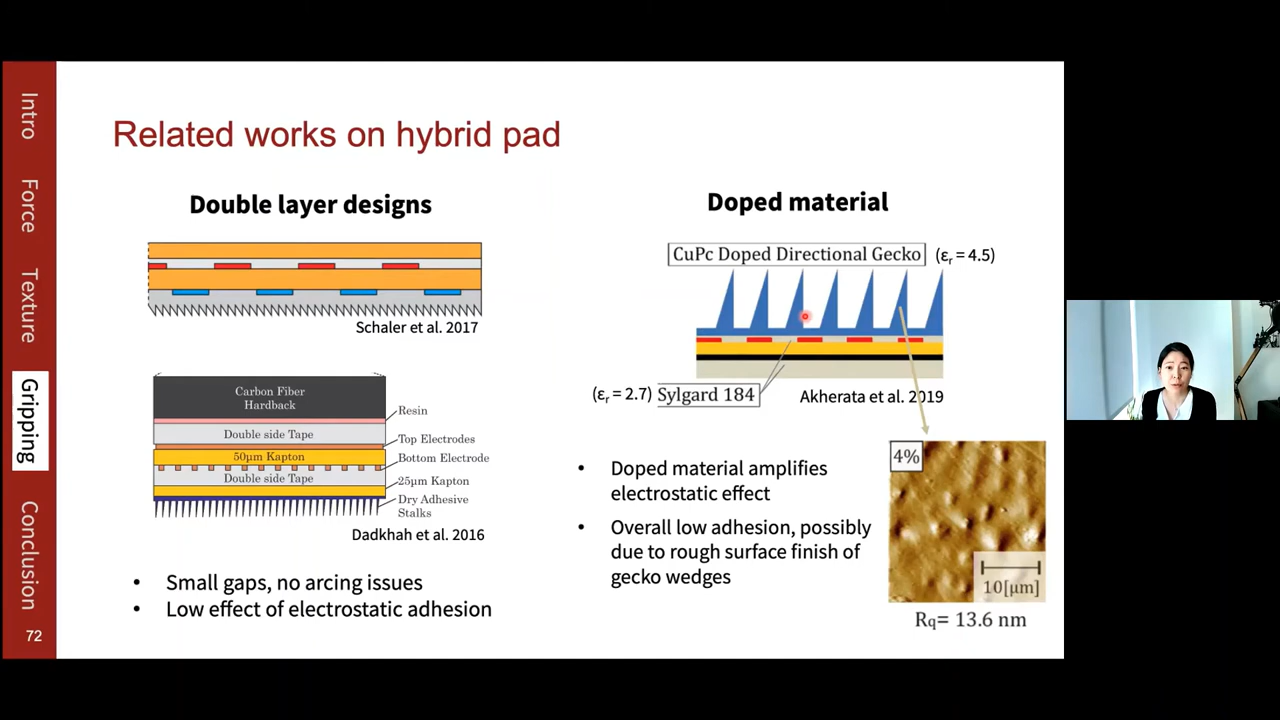 Intro
Force
Texture
Gripping
Conclusion
72
Related works on hybrid pad
Double layer designs
Schaler et al. 2017
Carbon Fiber
Hardback
Resin
Double side Tape
Top Electrodes
50μm Kapton
Bottom Electrode
Double side Tape
25μm Kapton
Dry Adhesive
Stalks
Dadkhah et al. 2016
• Small gaps, no arcing issues
• Low effect of electrostatic adhesion
Doped material
CuPc Doped Directional Gecko (εr = 4.5)
(εr = 2.7) Sylgard 184
Akherata et al. 2019
• Doped material amplifies
electrostatic effect
• Overall low adhesion, possibly
due to rough surface finish of
gecko wedges
4%
10[μm]
Rq= 13.6 nm